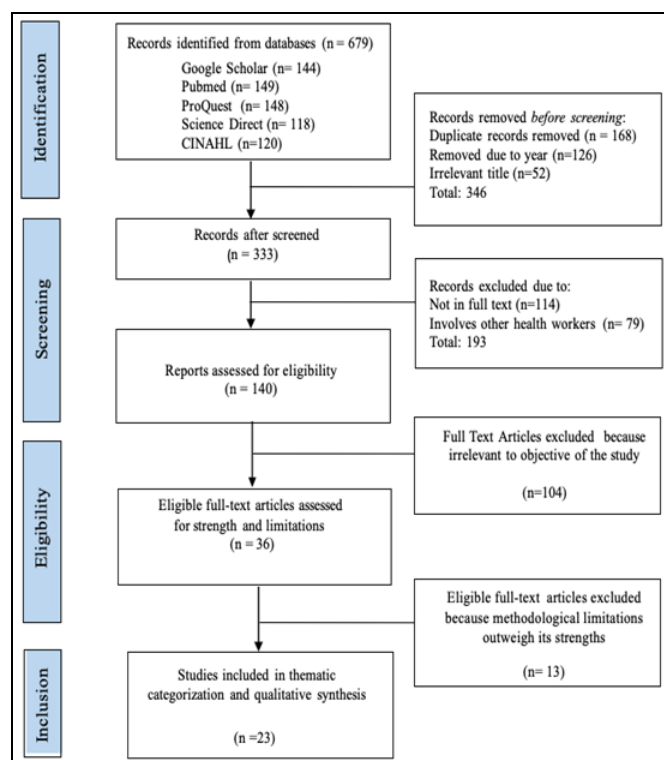 Identification
Records identified from databases (n = 679)
Google Scholar (n= 144)
Pubmed (n= 149)
ProQuest (n= 148)
Science Direct (n= 118)
CINAHL (n=120)
Records removed before screening:
Duplicate records removed (n = 168)
Removed due to year (n=126)
Irrelevant title (n=52)
Total: 346
Screening
Records after screened
(n = 333)
Records excluded due to:
Not in full text (n=114)
Involves other health workers (n= 79)
Total: 193
Reports assessed for eligibility
(n = 140)
Eligibility
Full Text Articles excluded because
irrelevant to objective of the study
(n=104)
Eligible full-text articles assessed
for strength and limitations
(n = 36)
Eligible full-text articles excluded
because methodological limitations
outweigh its strengths
(n= 13)
Inclusion
Studies included in thematic
categorization and qualitative synthesis
(n =23)